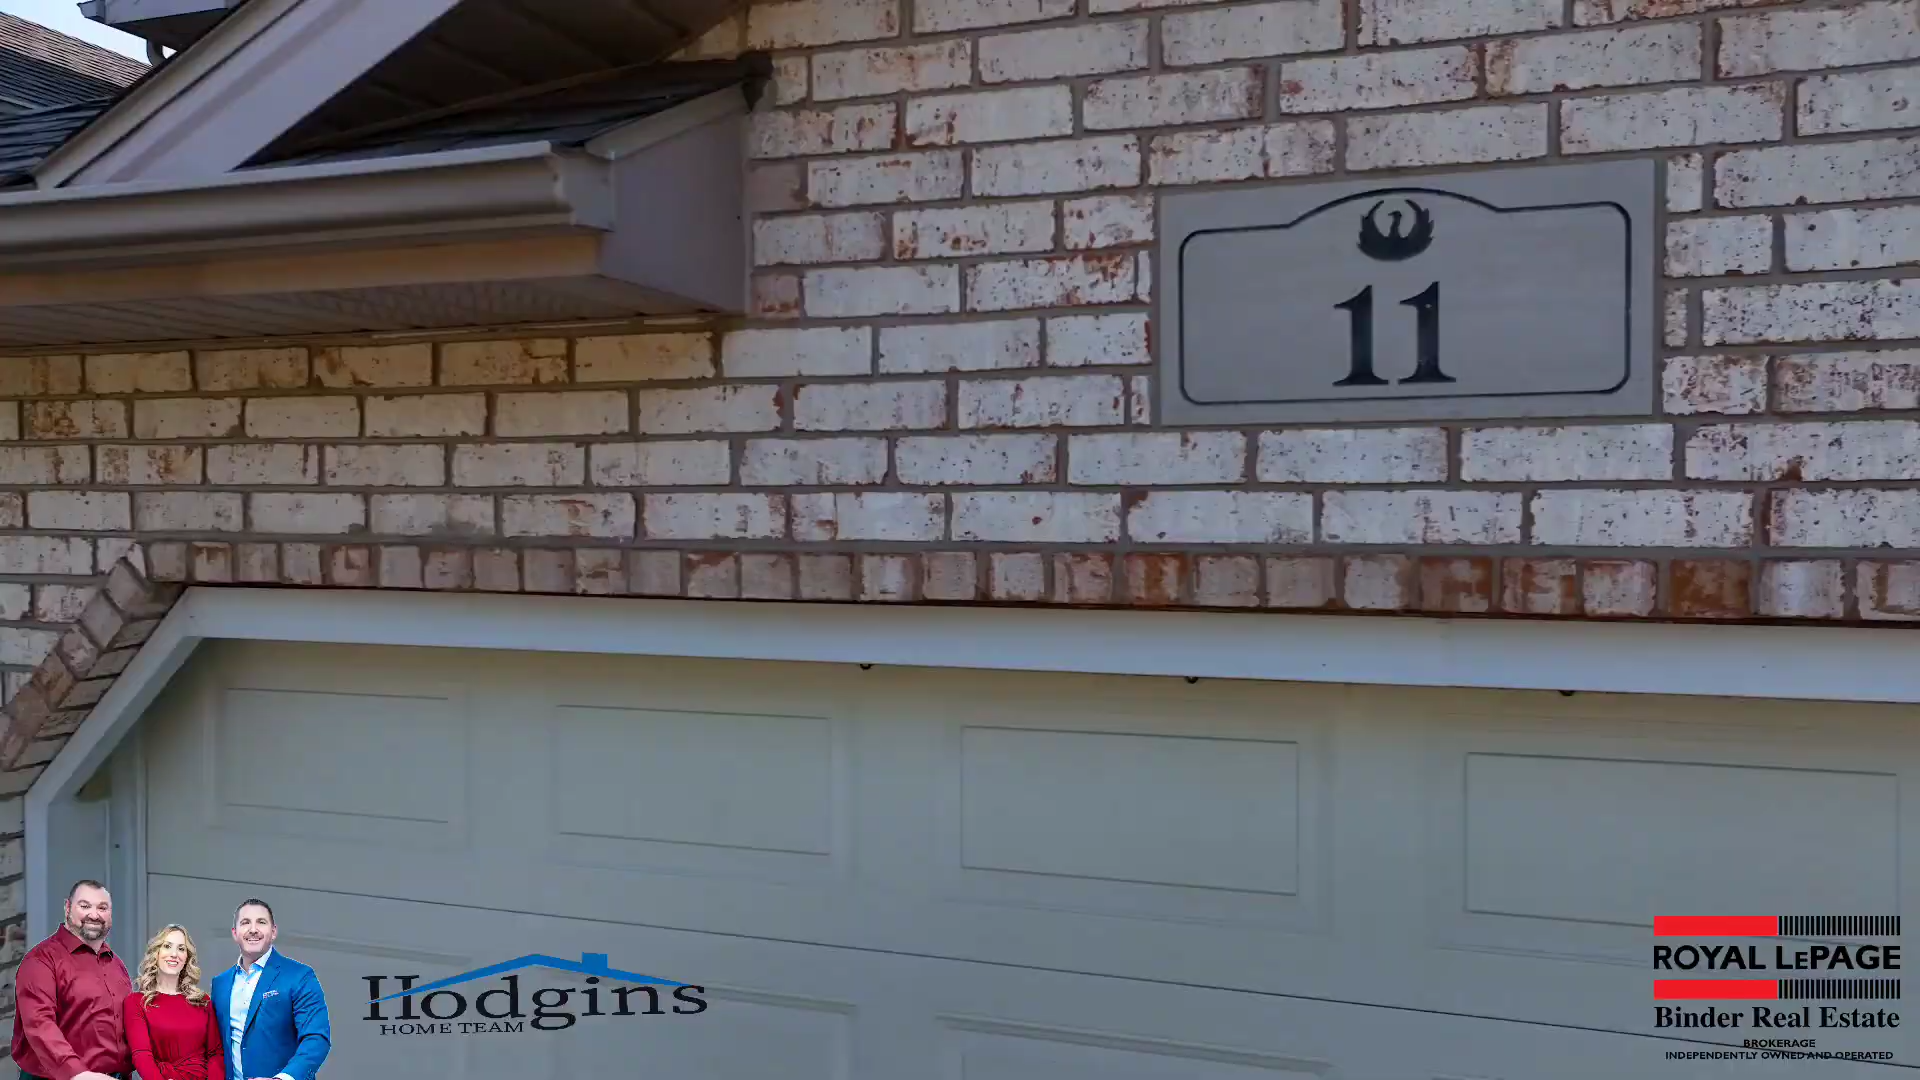 11
Hodgins
HOME TEAM
ROYAL LEPAGE
Binder Real Estate
BROKERAGE
INDEPENDENTLY OWNED AND OPERATED